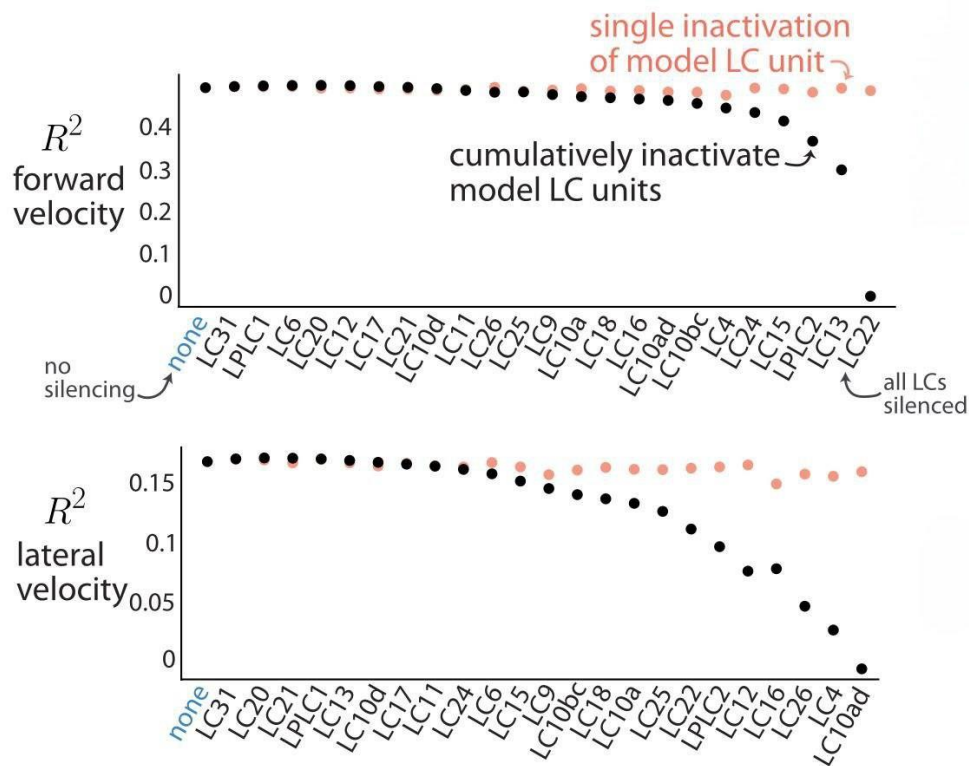 single inactivation
of model LC unit
R²
forward
velocity
0.4
0.3
0.2
0.1
0
cumulatively inactivate
model LC units
none
LC31
LPLC1
LC6
LC20
LC12
LC17
LC21
LC10d
LC11
LC26
LC25
LC9
LC10a
LC18
LC16
LC10ad
LC10bc
LC4
LC24
LC15
LPLC2
LC13
LC22
no
silencing
all LCs
silenced
R²
lateral
velocity
0.15
0.1
0.05
0
none
LC31
LC20
LC21
LPLC1
LC13
LC10d
LC17
LC11
LC24
LC6
LC15
LC9
LC10bc
LC18
LC10a
LC25
LC22
LPLC2
LC12
LC16
LC26
LC4
LC10ad